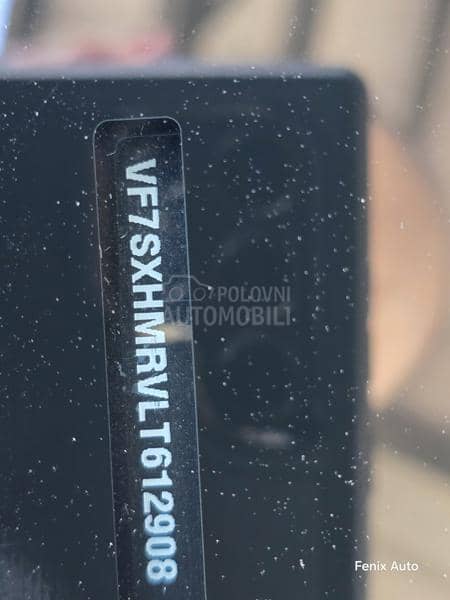 VF7SXHMRVLT612908
POLOVNI
AUTOMOBILI
Fenix Auto